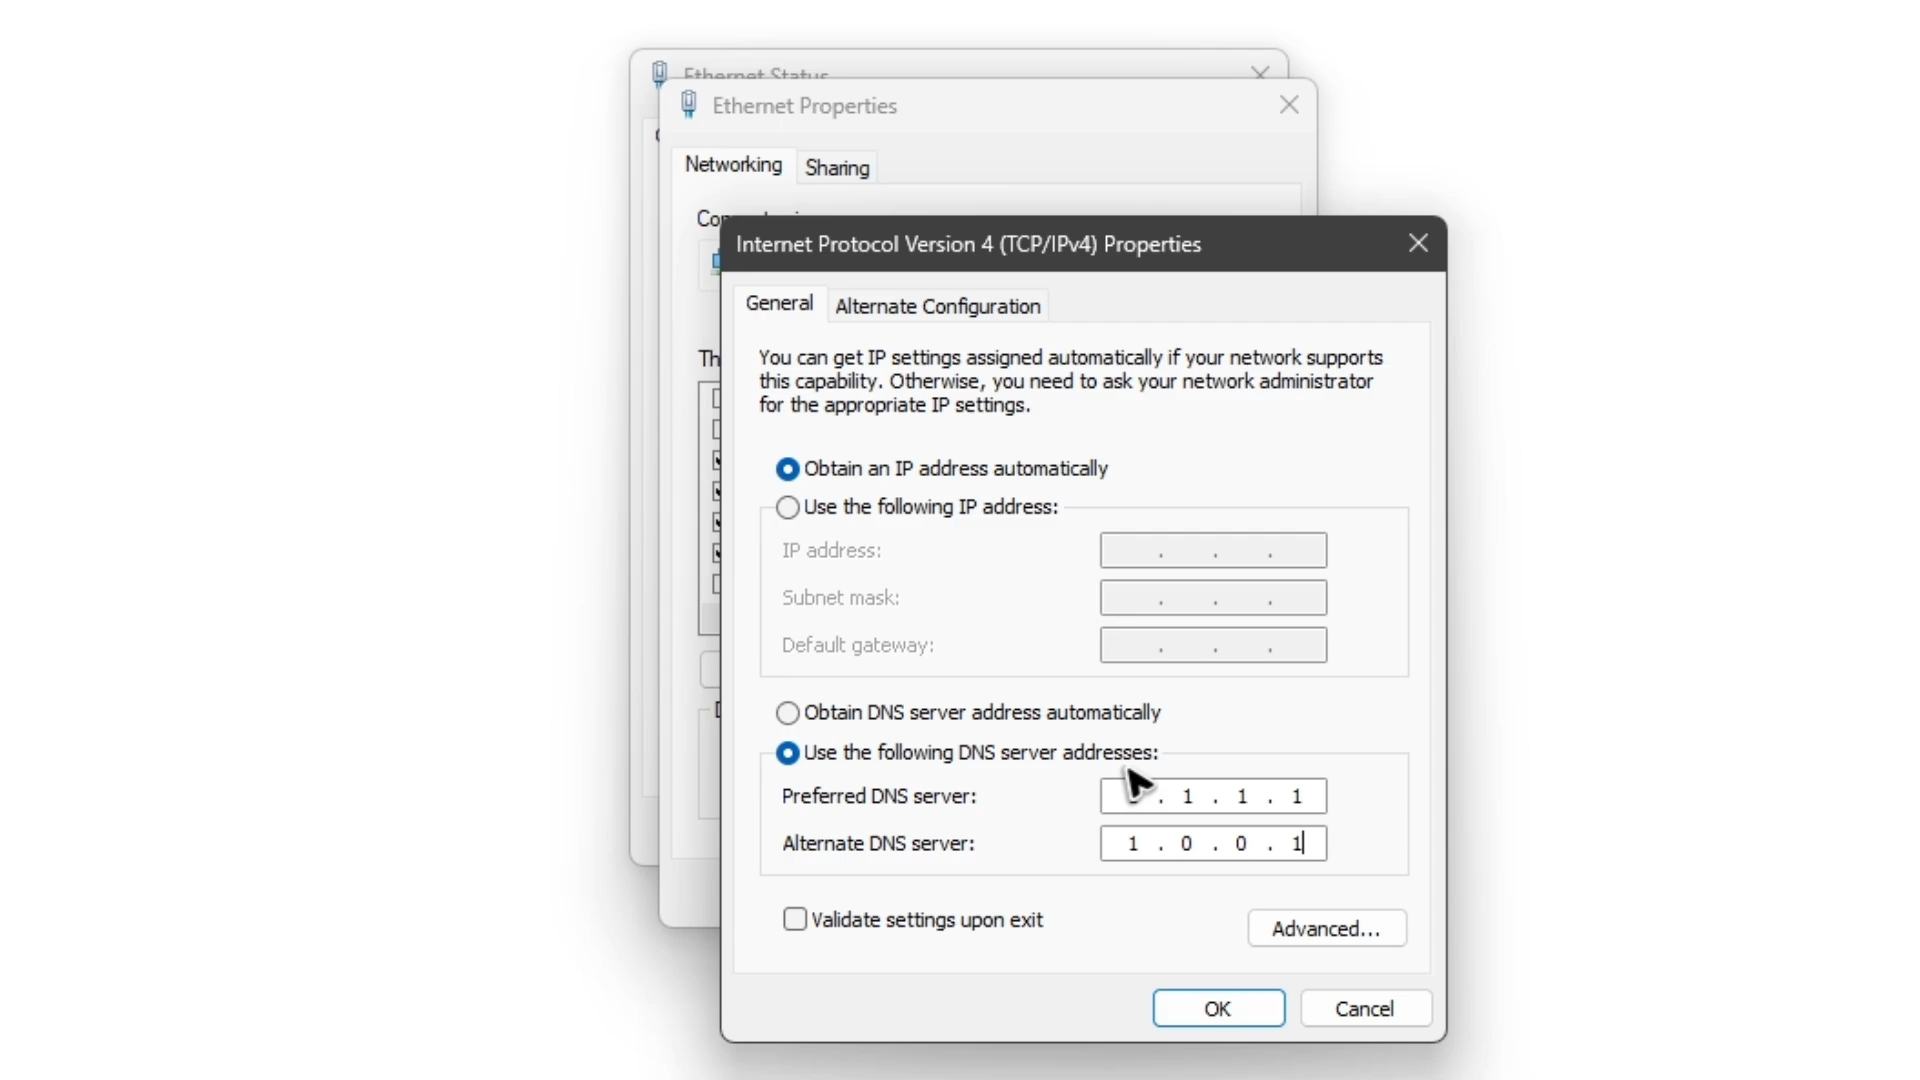 Ethernet Status
Ethernet Properties
Networking
Sharing
Internet Protocol Version 4 (TCP/IPv4) Properties
General
Alternate Configuration
You can get IP settings assigned automatically if your network supports
this capability. Otherwise, you need to ask your network administrator
for the appropriate IP settings.
Obtain an IP address automatically
Use the following IP address:
IP address: . . .
Subnet mask: . . .
Default gateway: . . .
Obtain DNS server address automatically
Use the following DNS server addresses:
Preferred DNS server: . 1 . 1 . 1
Alternate DNS server: 1 . 0 . 0 . 1
Validate settings upon exit
Advanced...
OK
Cancel